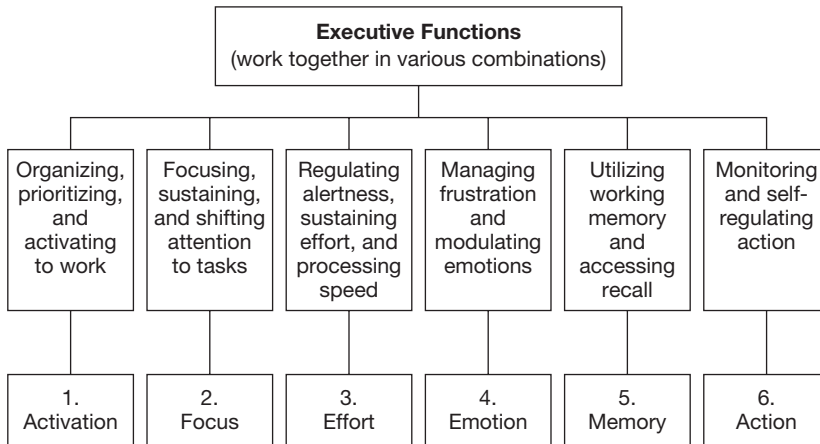 Executive Functions
(work together in various combinations)
Organizing,
prioritizing,
and
activating
to work
Focusing,
sustaining,
and shifting
attention
to tasks
Regulating
alertness,
sustaining
effort, and
processing
speed
Managing
frustration
and
modulating
emotions
Utilizing
working
memory
and
accessing
recall
Monitoring
and self-
regulating
action
1.
Activation
2.
Focus
3.
Effort
4.
Emotion
5.
Memory
6.
Action